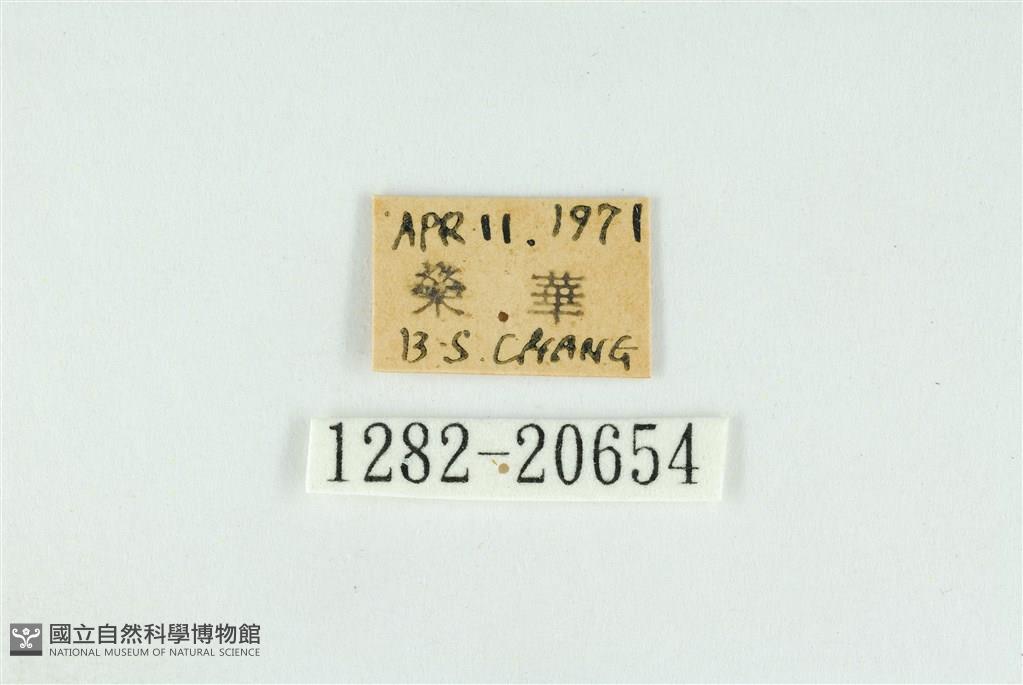 APR 11. 1971
榮 華
B.S. CHANG
1282-20654
國立自然科學博物館
NATIONAL MUSEUM OF NATURAL SCIENCE